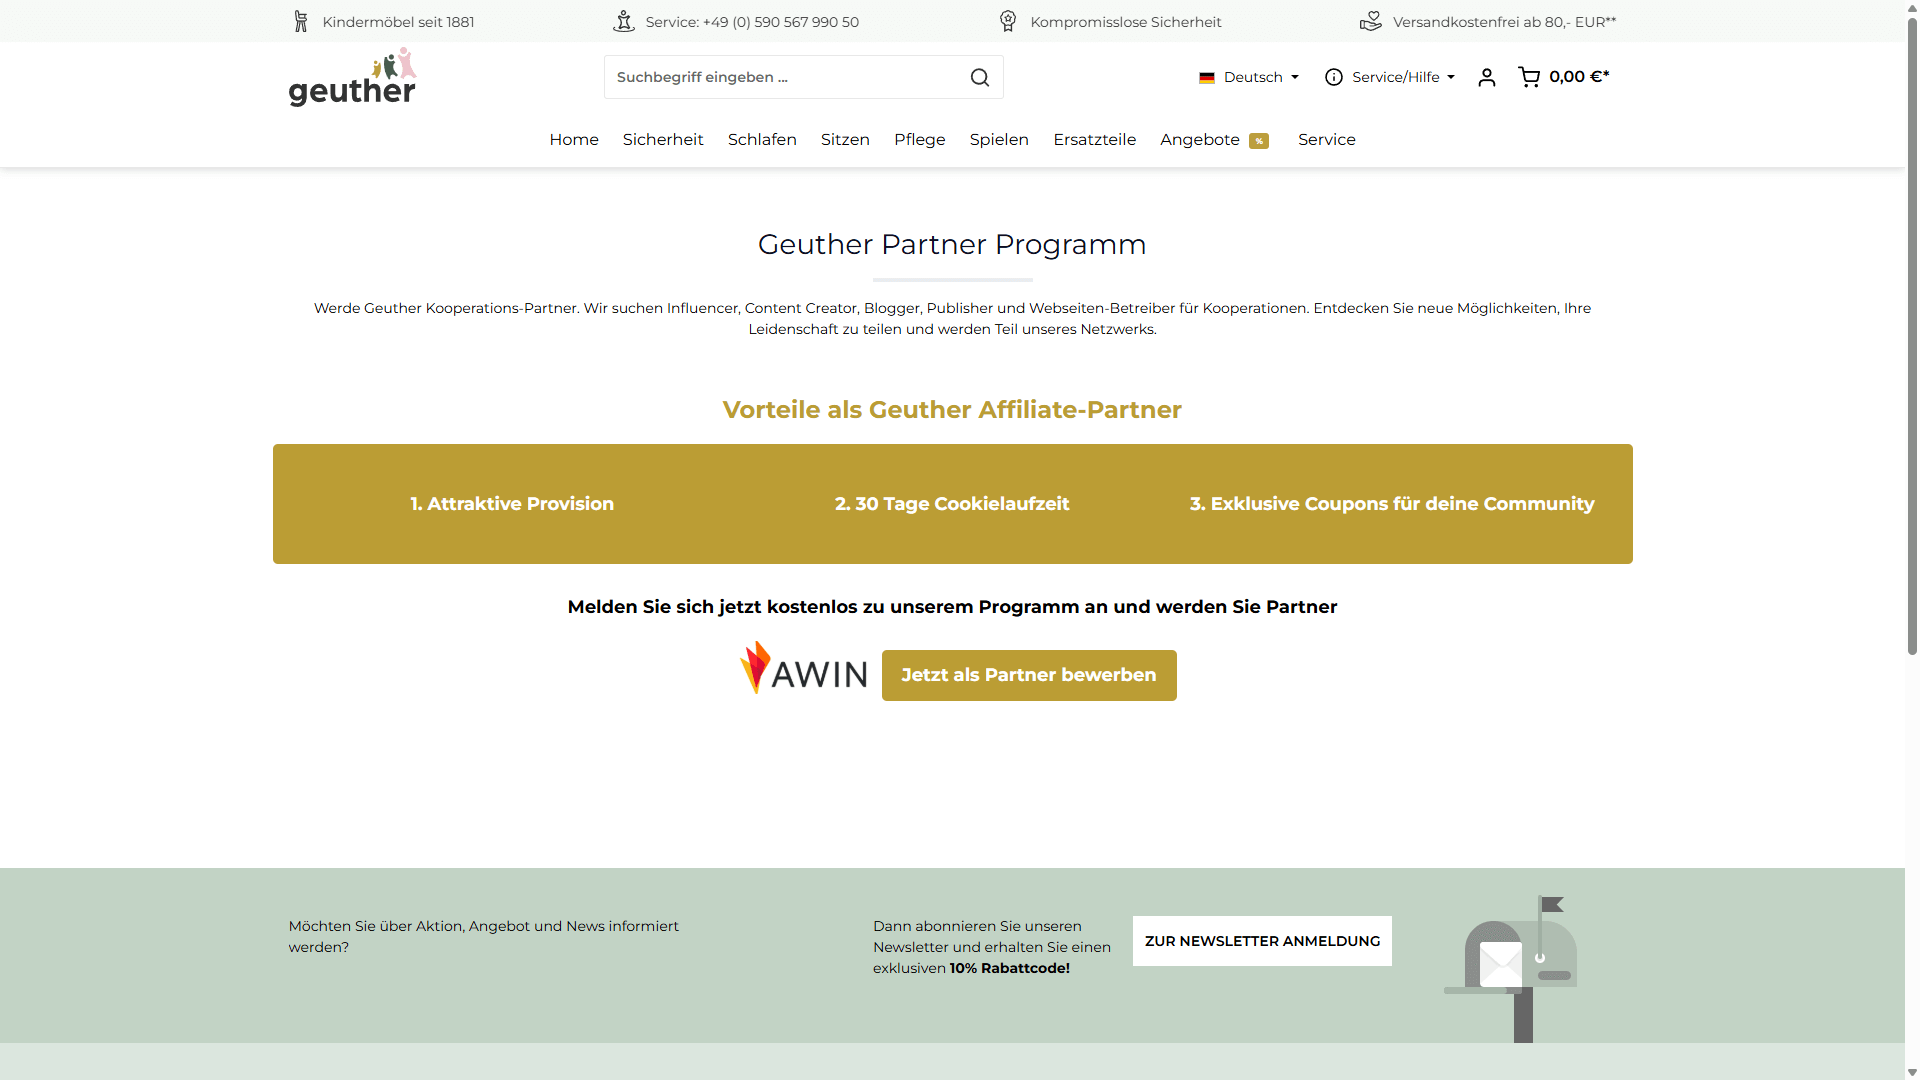 Kindermöbel seit 1881
Service: +49 (0) 590 567 990 50
Kompromisslose Sicherheit
Versandkostenfrei ab 80,- EUR**
geuther
Suchbegriff eingeben ...
Deutsch
Service/Hilfe
0,00 €*
Home
Sicherheit
Schlafen
Sitzen
Pflege
Spielen
Ersatzteile
Angebote %
Service
Geuther Partner Programm
Werde Geuther Kooperations-Partner. Wir suchen Influencer, Content Creator, Blogger, Publisher und Webseiten-Betreiber für Kooperationen. Entdecken Sie neue Möglichkeiten, Ihre
Leidenschaft zu teilen und werden Teil unseres Netzwerks.
Vorteile als Geuther Affiliate-Partner
1. Attraktive Provision
2. 30 Tage Cookielaufzeit
3. Exklusive Coupons für deine Community
Melden Sie sich jetzt kostenlos zu unserem Programm an und werden Sie Partner
AWIN
Jetzt als Partner bewerben
Möchten Sie über Aktion, Angebot und News informiert
werden?
Dann abonnieren Sie unseren
Newsletter und erhalten Sie einen
exklusiven 10% Rabattcode!
ZUR NEWSLETTER ANMELDUNG